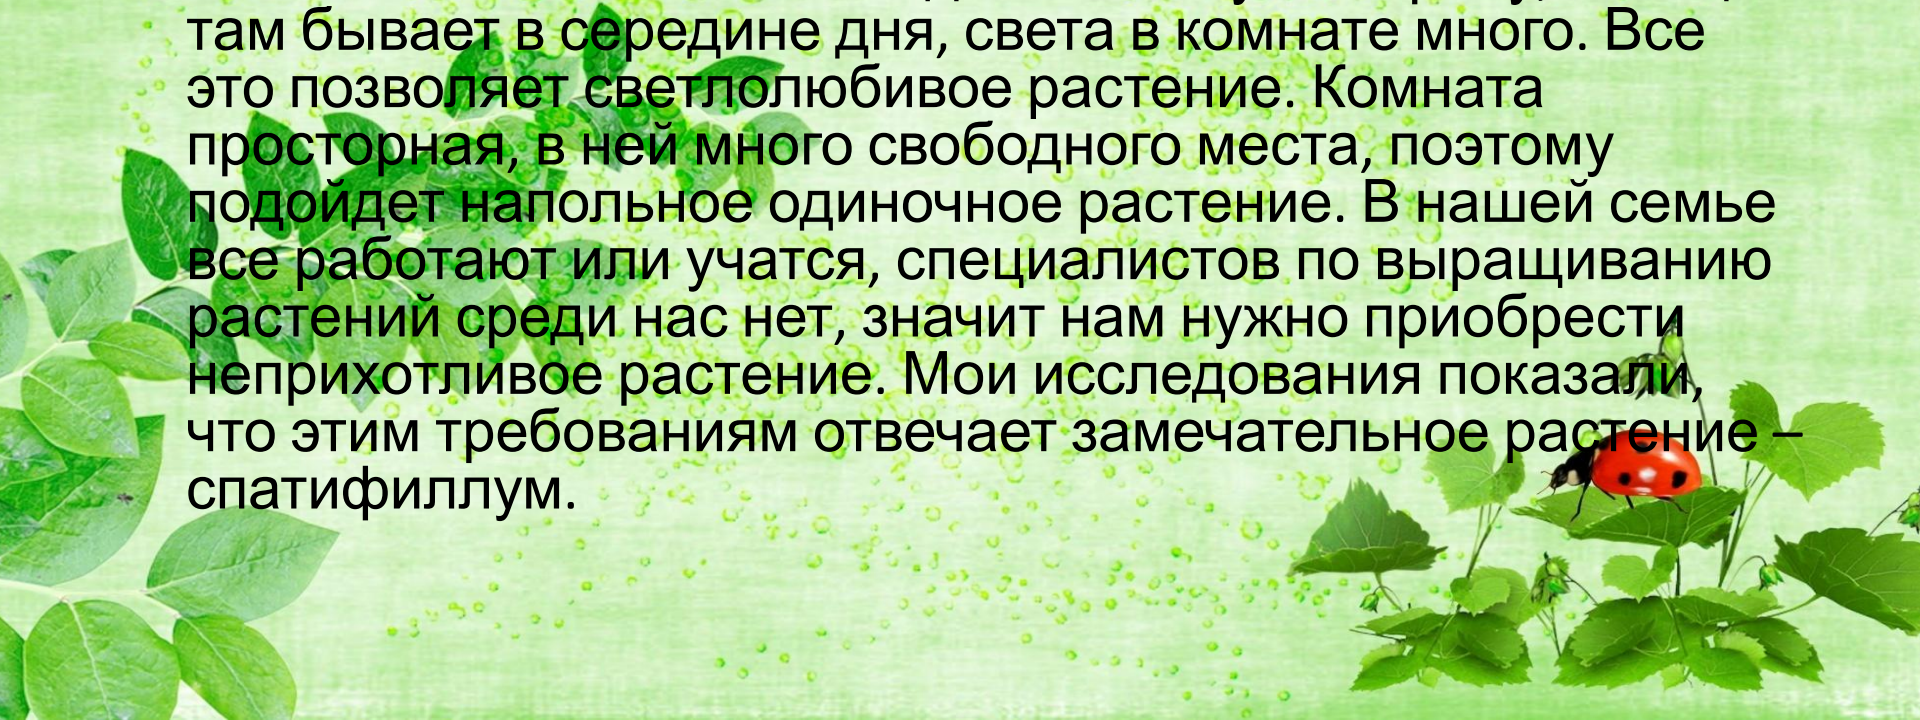 там бывает в середине дня, света в комнате много. Все
это позволяет светлолюбивое растение. Комната
просторная, в ней много свободного места, поэтому
подойдет напольное одиночное растение. В нашей семье
все работают или учатся, специалистов по выращиванию
растений среди нас нет, значит нам нужно приобрести
неприхотливое растение. Мои исследования показали,
что этим требованиям отвечает замечательное растение –
спатифиллум.